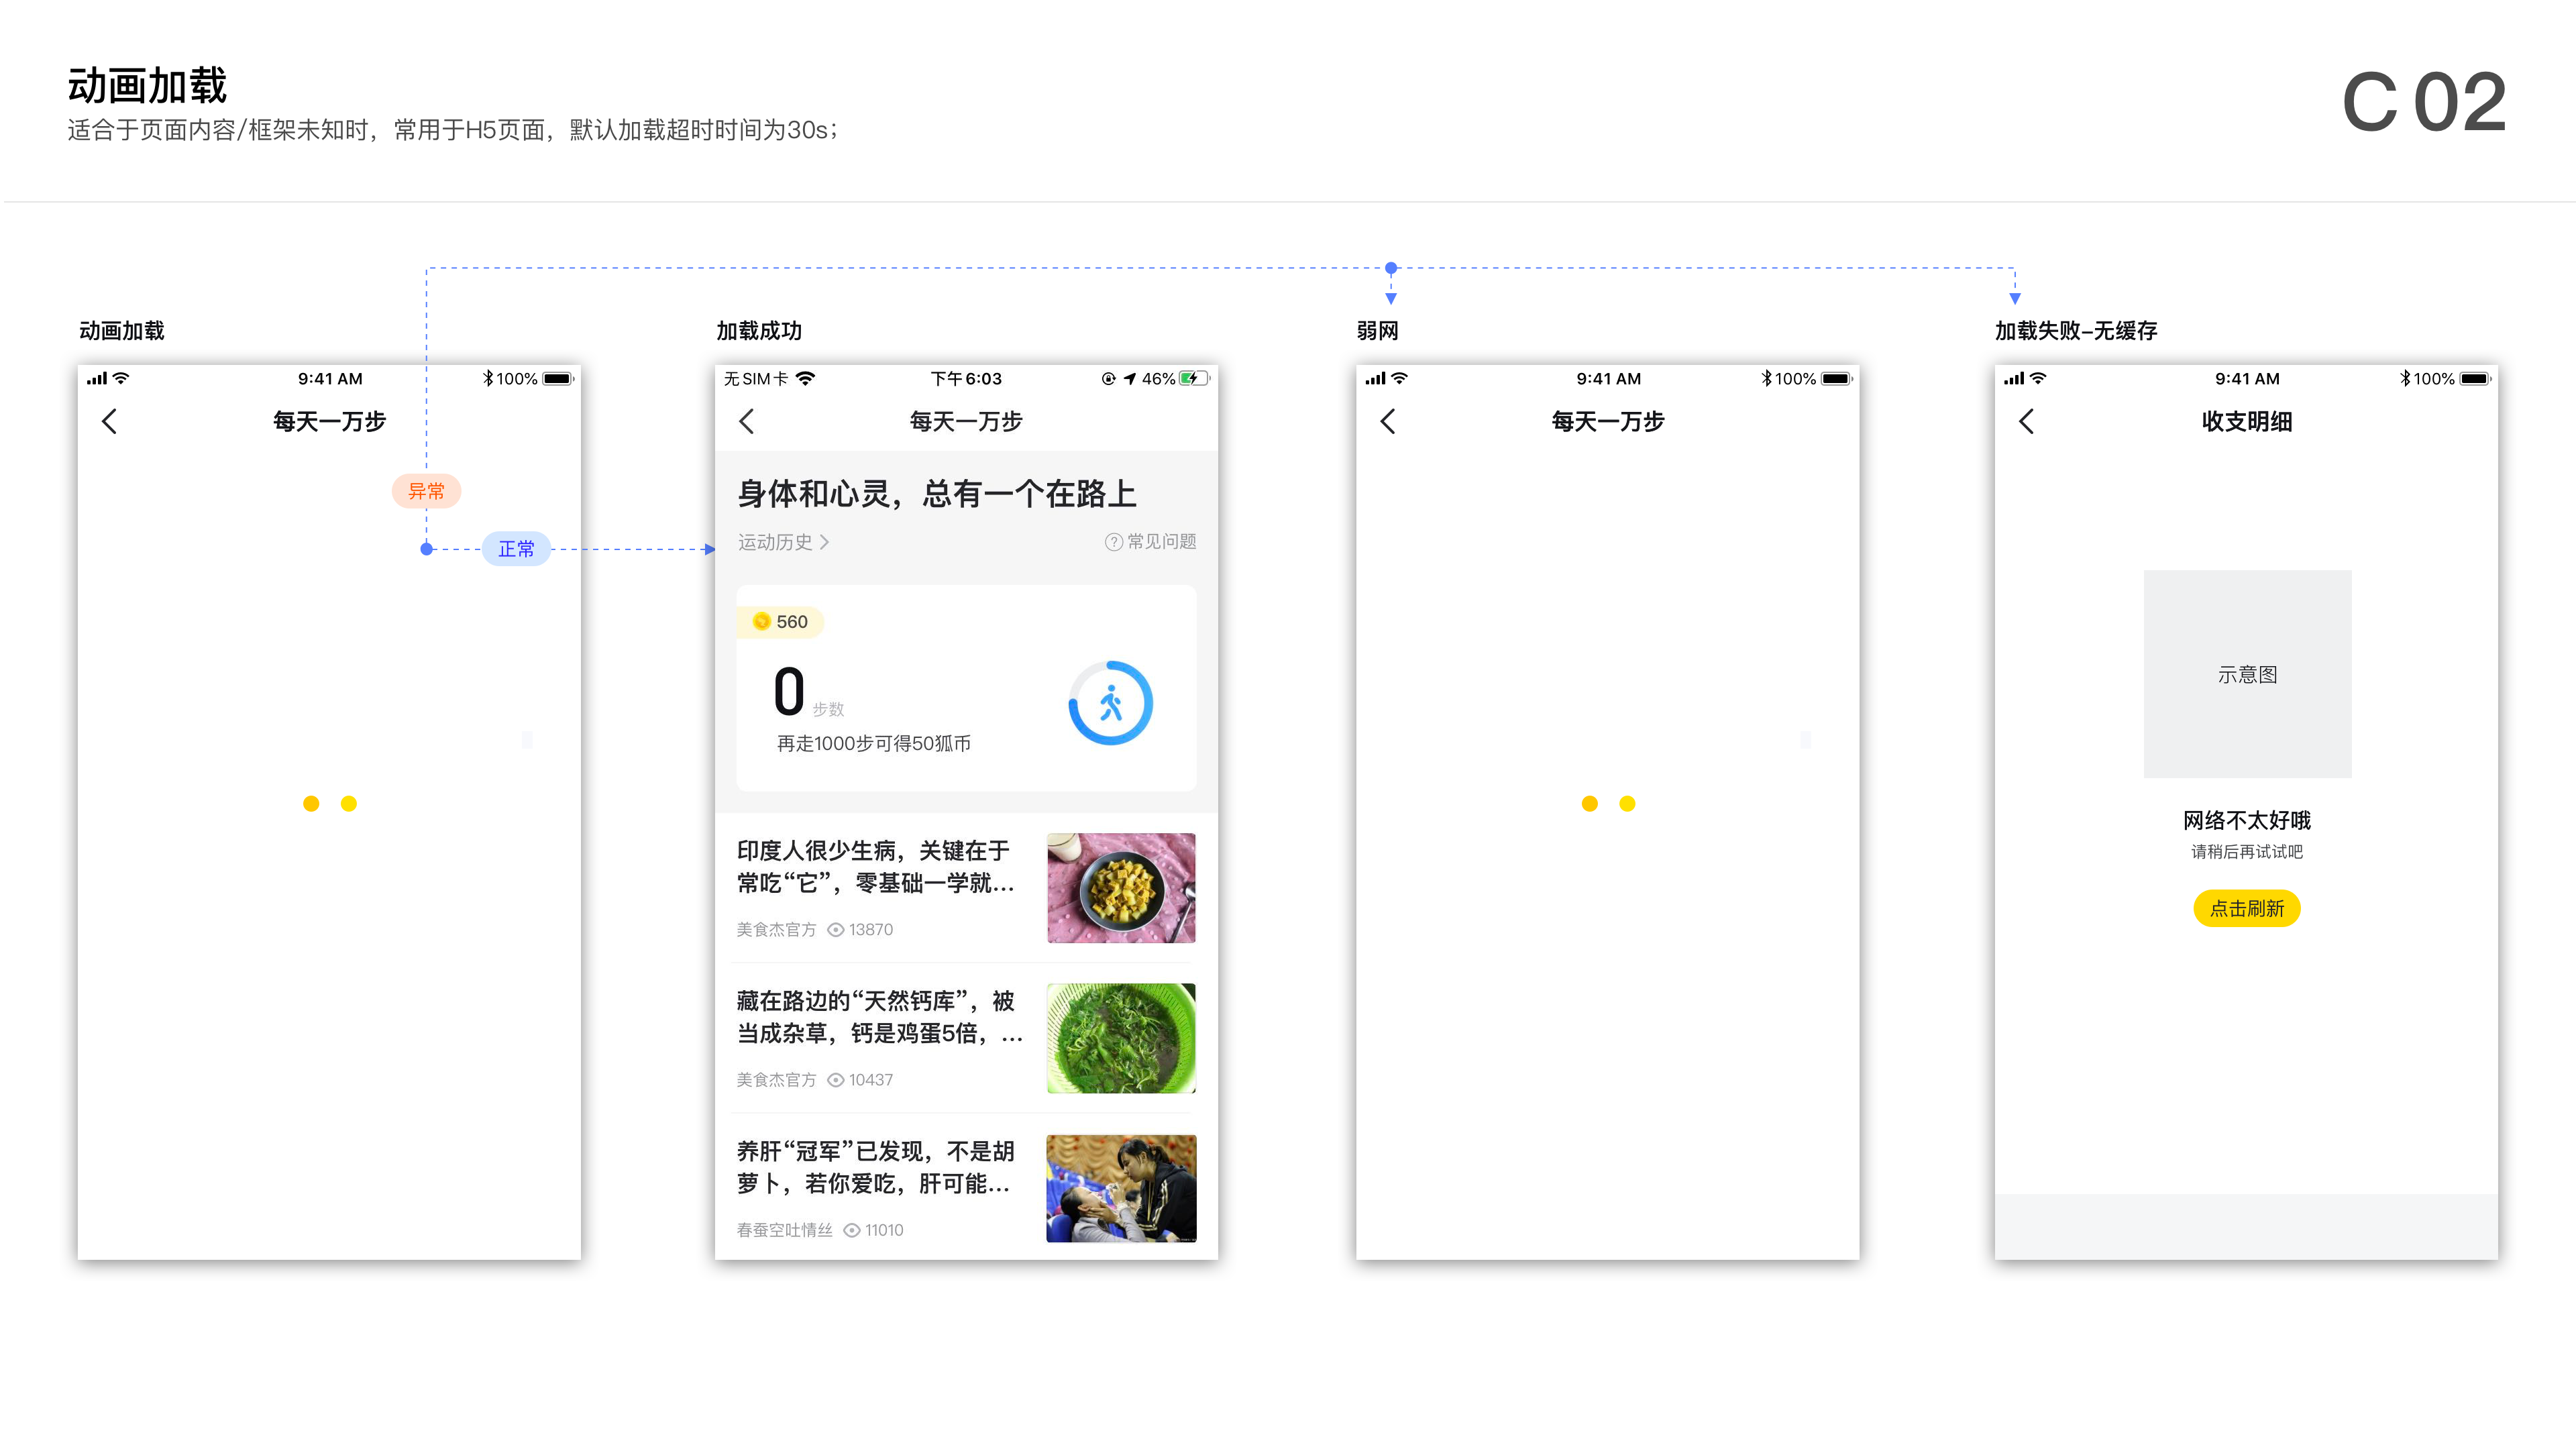 动画加载
适合于页面内容/框架未知时，常用于H5页面，默认加载超时时间为30s；
C 02
动画加载
9:41 AM
100%
每天一万步
异常
正常
加载成功
无SIM卡
下午6:03
46%
每天一万步
身体和心灵，总有一个在路上
运动历史
常见问题
560
0 步数
再走1000步可得50狐币
印度人很少生病，关键在于
常吃“它”，零基础一学就...
美食杰官方 13870
藏在路边的“天然钙库”，被
当成杂草，钙是鸡蛋5倍，...
美食杰官方 10437
养肝“冠军”已发现，不是胡
萝卜，若你爱吃，肝可能...
春蚕空吐情丝 11010
弱网
9:41 AM
100%
每天一万步
加载失败-无缓存
9:41 AM
100%
收支明细
示意图
网络不太好哦
请稍后再试试吧
点击刷新